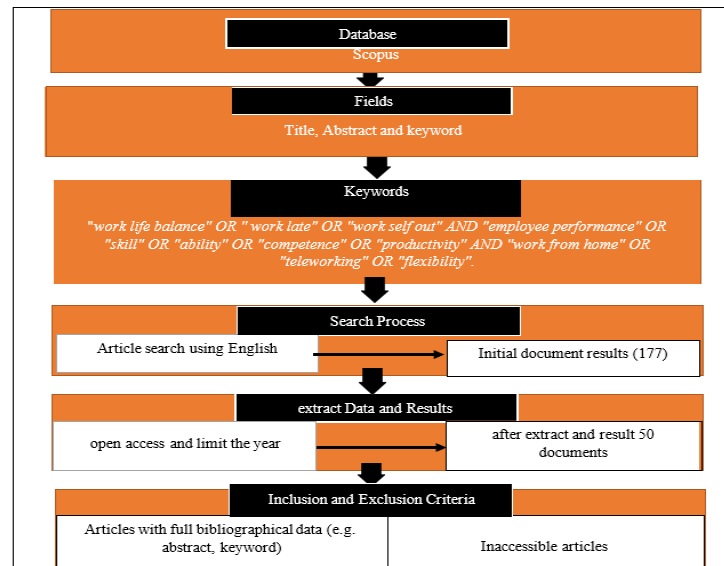 Database
Scopus
Fields
Title, Abstract and keyword
Keywords
"work life balance" OR " work late" OR "work self out" AND "employee performance" OR
"skill" OR "ability" OR "competence" OR "productivity" AND "work from home" OR
"teleworking" OR "flexibility".
Search Process
Article search using English
Initial document results (177)
extract Data and Results
open access and limit the year
after extract and result 50
documents
Inclusion and Exclusion Criteria
Articles with full bibliographical data (e.g.
abstract, keyword)
Inaccessible articles